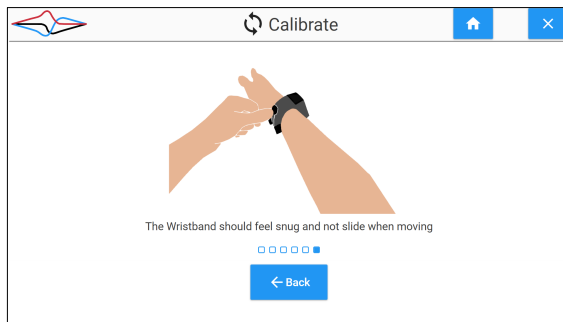 Calibrate
The Wristband should feel snug and not slide when moving
Back